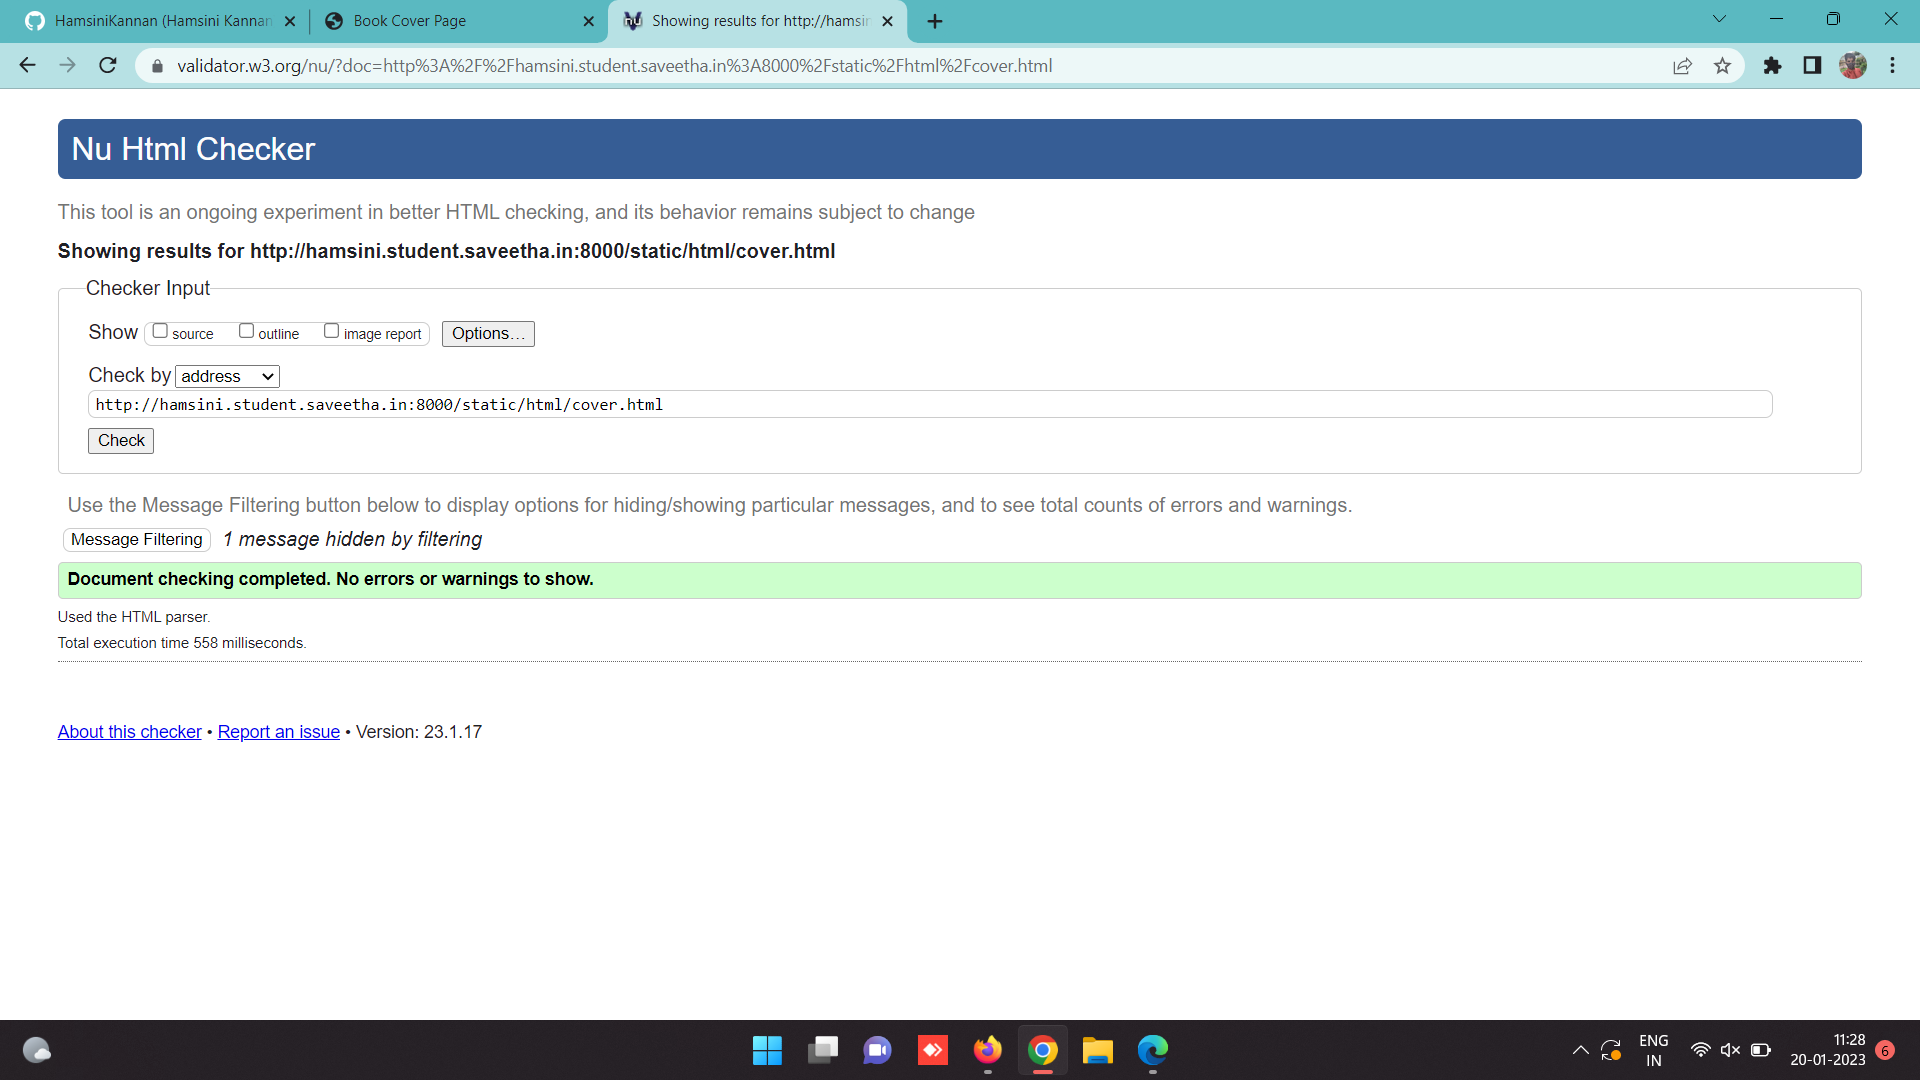 HamsiniKannan (Hamsini Kannan
Book Cover Page
Showing results for http://hamsin
validator.w3.org/nu/?doc=http%3A%2F%2Fhamsini.student.saveetha.in%3A8000%2Fstatic%2Fhtml%2Fcover.html
Nu Html Checker
This tool is an ongoing experiment in better HTML checking, and its behavior remains subject to change
Showing results for http://hamsini.student.saveetha.in:8000/static/html/cover.html
Checker Input
Show source outline image report Options...
Check by address
http://hamsini.student.saveetha.in:8000/static/html/cover.html
Check
Use the Message Filtering button below to display options for hiding/showing particular messages, and to see total counts of errors and warnings.
Message Filtering 1 message hidden by filtering
Document checking completed. No errors or warnings to show.
Used the HTML parser.
Total execution time 558 milliseconds.
About this checker • Report an issue • Version: 23.1.17
ENG
IN
11:28
20-01-2023
6